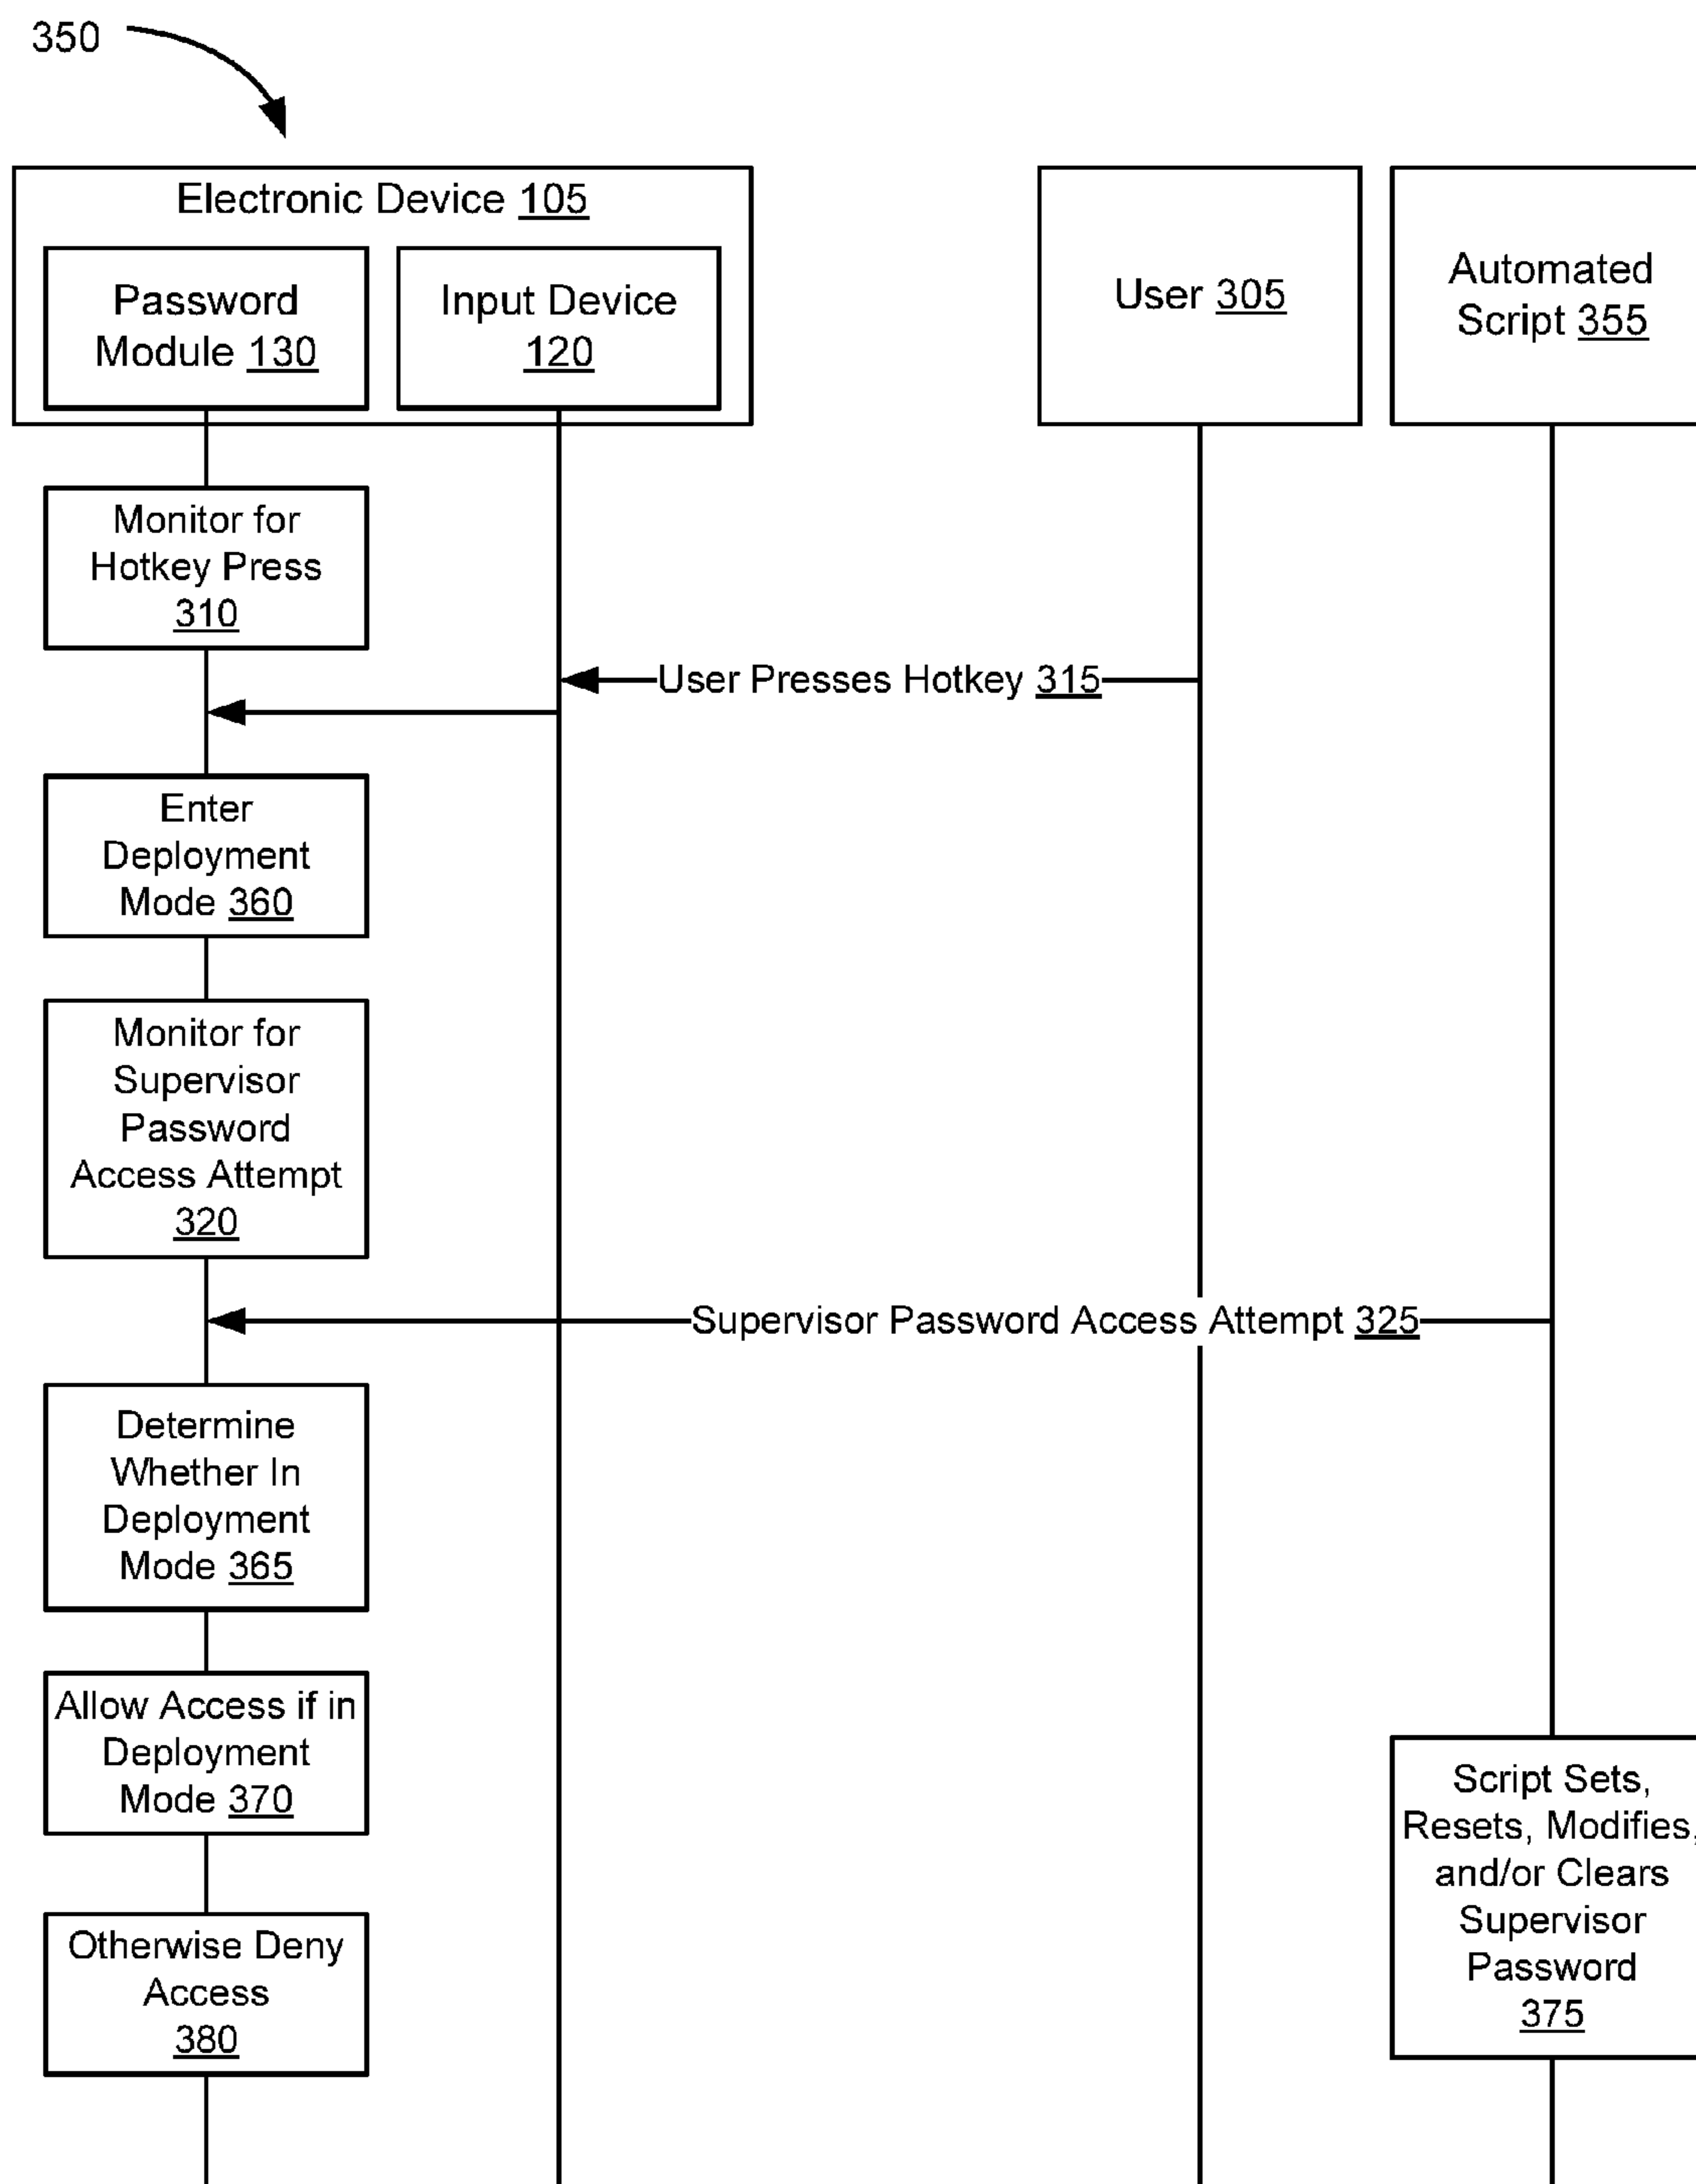 350
Electronic Device 105
Password
Module 130
Input Device
120
User 305
Automated
Script 355
Monitor for
Hotkey Press
310
User Presses Hotkey 315
Enter
Deployment
Mode 360
Monitor for
Supervisor
Password
Access Attempt
320
Supervisor Password Access Attempt 325
Determine
Whether In
Deployment
Mode 365
Allow Access if in
Deployment
Mode 370
Script Sets,
Resets, Modifies,
and/or Clears
Supervisor
Password
375
Otherwise Deny
Access
380